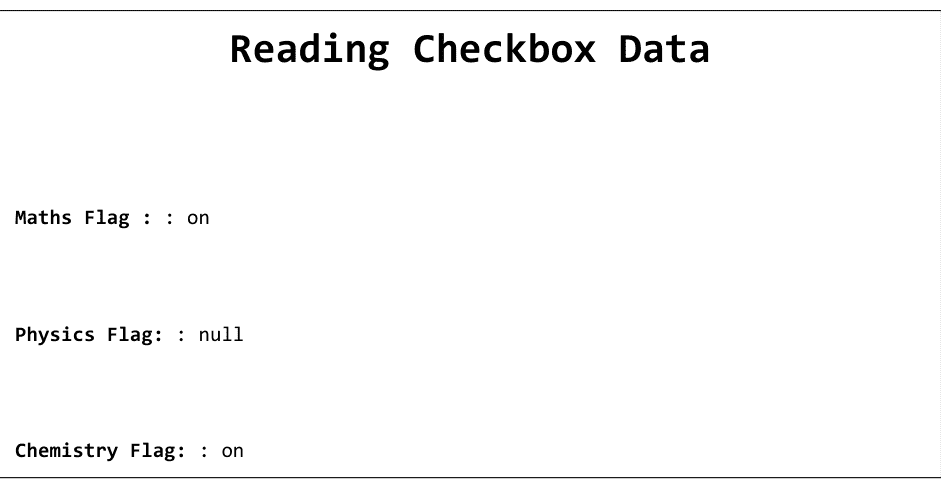 Reading Checkbox Data
Maths Flag : : on
Physics Flag: : null
Chemistry Flag: : on